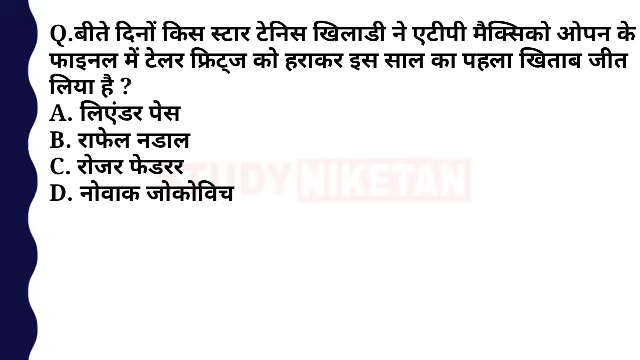 Q.बीते दिनों किस स्टार टेनिस खिलाडी ने एटीपी मैक्सिको ओपन के
फाइनल में टेलर फ्रिट्ज को हराकर इस साल का पहला खिताब जीत
लिया है ?
A. लिएंडर पेस
B. राफेल नडाल
C. रोजर फेडरर
D. नोवाक जोकोविच
STUDY NIKETAN